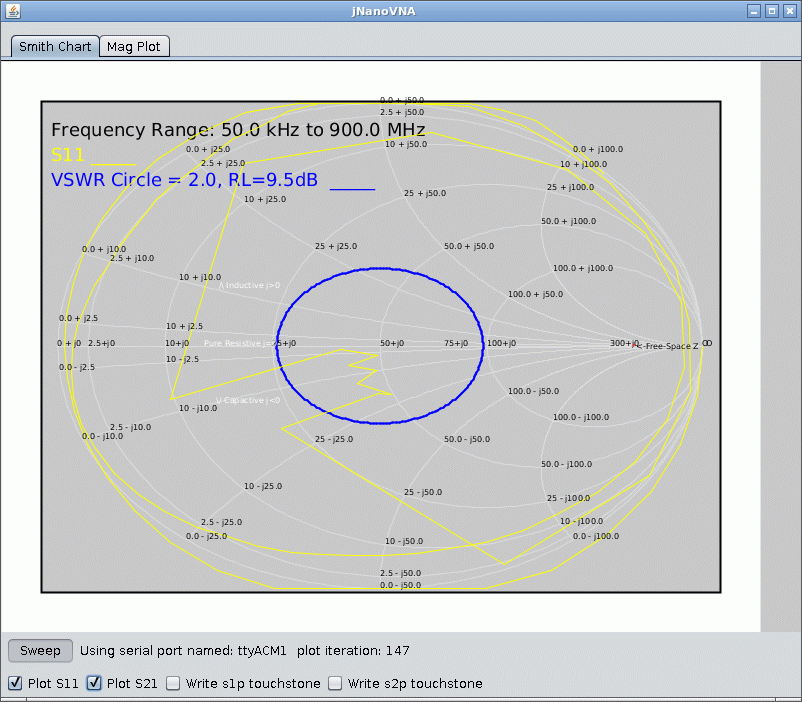 jNanoVNA
Smith Chart Mag Plot
0.0 + j50.0
2.5 + j50.0
Frequency Range: 50.0 kHz to 900.0 MHz
10 + j50.0
0.0 + j25.0 0.0 + j100.0
S11
2.5 + j25.0 10 + j100.0
VSWR Circle = 2.0, RL=9.5dB
25 + j100.0
25 + j50.0
10 + j25.0
50.0 + j100.0
25 + j25.0 50.0 + j50.0
0.0 + j10.0
2.5 + j10.0
100.0 + j100.0
10 + j10.0
Λ Inductive j>0
100.0 + j50.0
0.0 + j2.5
10 + j2.5
0+j0 2.5+j0 10+j0 Pure Resistive j= 50+j0 75+j0 100+j0 300+j0 <-Free-Space Z
10 - j2.5
0.0 - j2.5
100.0 - j50.0
U Capactive j<0
10 - j10.0
100.0 - j100.0
2.5 - j10.0
0.0 - j10.0
25 - j25.0 50.0 - j50.0
50.0 - j100.0
10 - j25.0
25 - j50.0
25 - j100.0
2.5 - j25.0 10 - j100.0
0.0 - j25.0 0.0 - j100.0
10 - j50.0
2.5 - j50.0
0.0 - j50.0
Sweep Using serial port named: ttyACM1 plot iteration: 147
Plot S11 Plot S21 Write s1p touchstone Write s2p touchstone